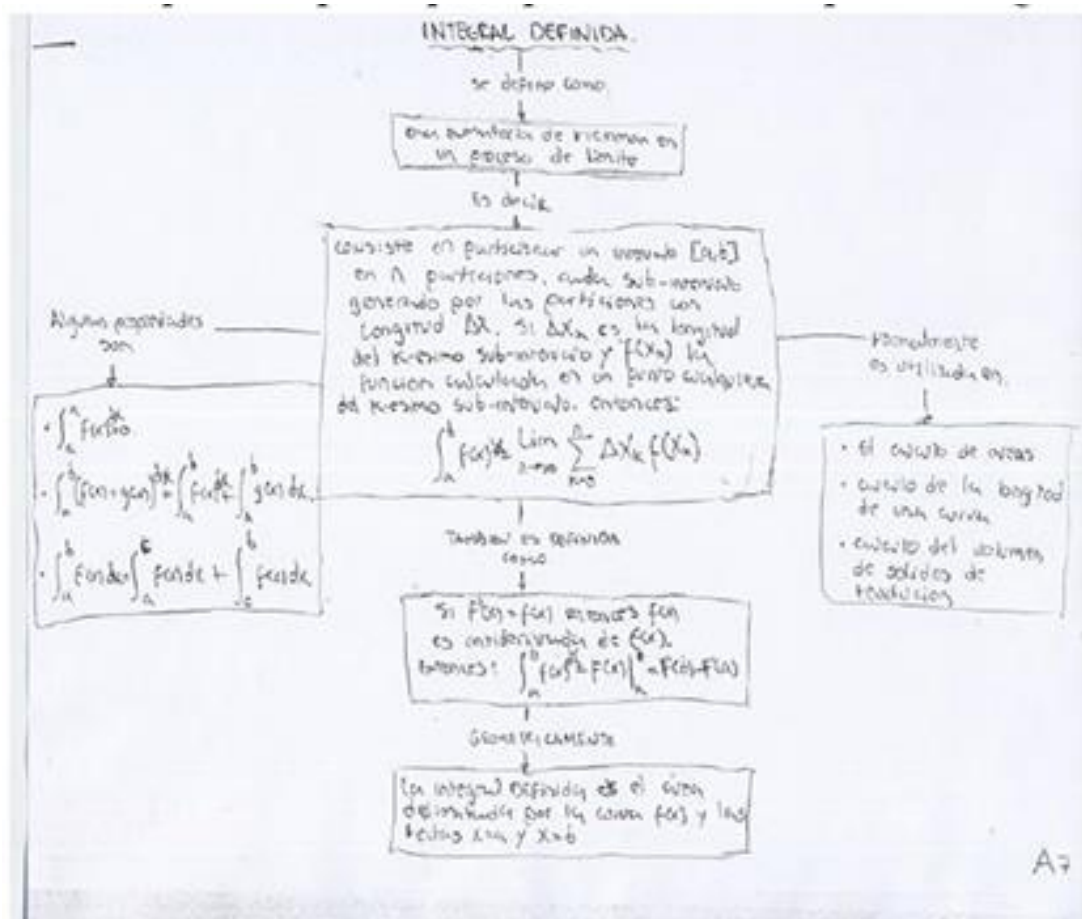 INTEGRAL DEFINIDA.
se define como
una sumatoria de Riemman en
un proceso de límite
Es decir
consiste en particionar un intervalo [a,b]
en n particiones, cada sub-intervalo
generado por las particiones con
longitud Δx. Si Δxₖ es la longitud
del k-esimo sub-intervalo y f(xₖ) la
funcion calculada en un punto cualquiera
del k-esimo sub-intervalo. entonces:
∫ₐᵇ f(x)dx = Lim n→∞ ∑ Δxₖ f(xₖ)
Algunas propiedades
son
• ∫ₐᵃ f(x)dx=0
• ∫ₐᵇ (f(x)+g(x))dx = ∫ₐᵇ f(x)dx + ∫ₐᵇ g(x)dx
• ∫ₐᵇ f(x)dx = ∫ₐᶜ f(x)dx + ∫꜀ᵇ f(x)dx
es utilizada en.
• El calculo de areas
• calculo de la longitud
de una curva
• calculo del volumen
de solidos de
revolucion
TAMBIEN ES DEFINIDA
como
Si F'(x) = f(x) entonces
es antiderivada de f(x).
Entonces: ∫ₐᵇ f(x)dx = F(x)|ₐᵇ = F(b)-F(a)
GEOMETRICAMENTE
La integral Definida es el área
delimitada por la curva f(x) y las
rectas x=a y x=b
A7